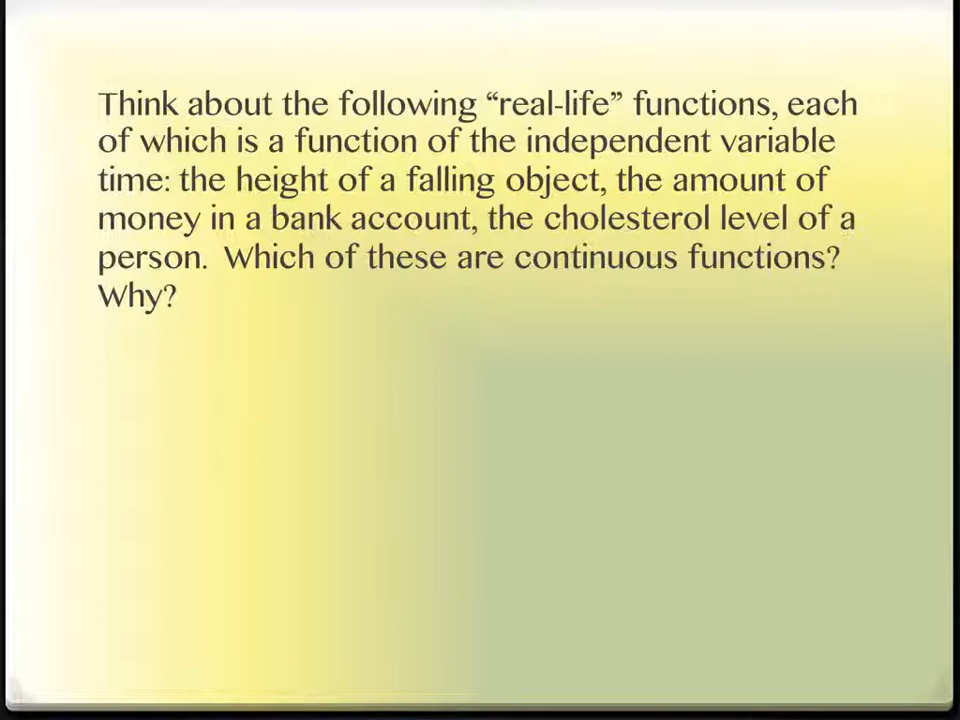 Think about the following “real-life” functions, each
of which is a function of the independent variable
time: the height of a falling object, the amount of
money in a bank account, the cholesterol level of a
person.  Which of these are continuous functions?
Why?